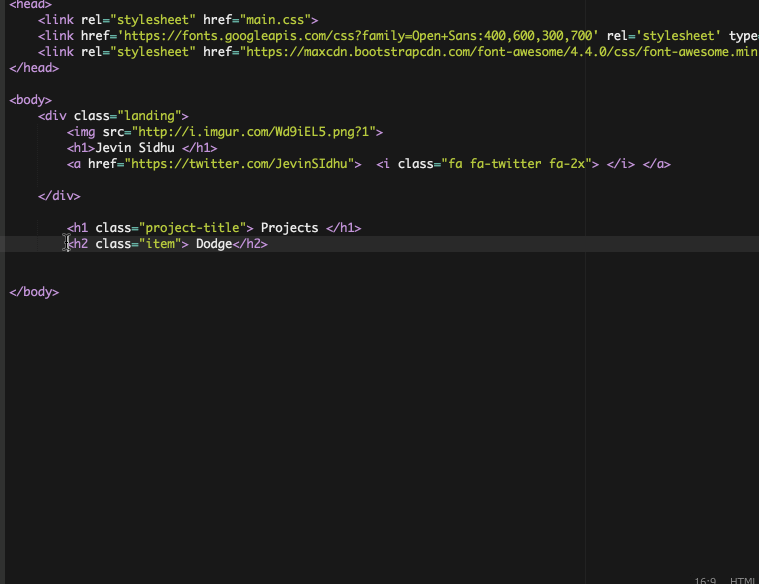 <head>
<link rel="stylesheet" href="main.css">
<link href='https://fonts.googleapis.com/css?family=Open+Sans:400,600,300,700' rel='stylesheet' type=
<link rel="stylesheet" href="https://maxcdn.bootstrapcdn.com/font-awesome/4.4.0/css/font-awesome.min
</head>
<body>
<div class="landing">
<img src="http://i.imgur.com/Wd9iEL5.png?1">
<h1>Jevin Sidhu </h1>
<a href="https://twitter.com/JevinSIdhu">  <i class="fa fa-twitter fa-2x"> </i> </a>
</div>
<h1 class="project-title"> Projects </h1>
<h2 class="item"> Dodge</h2>
</body>
16:9 HTML